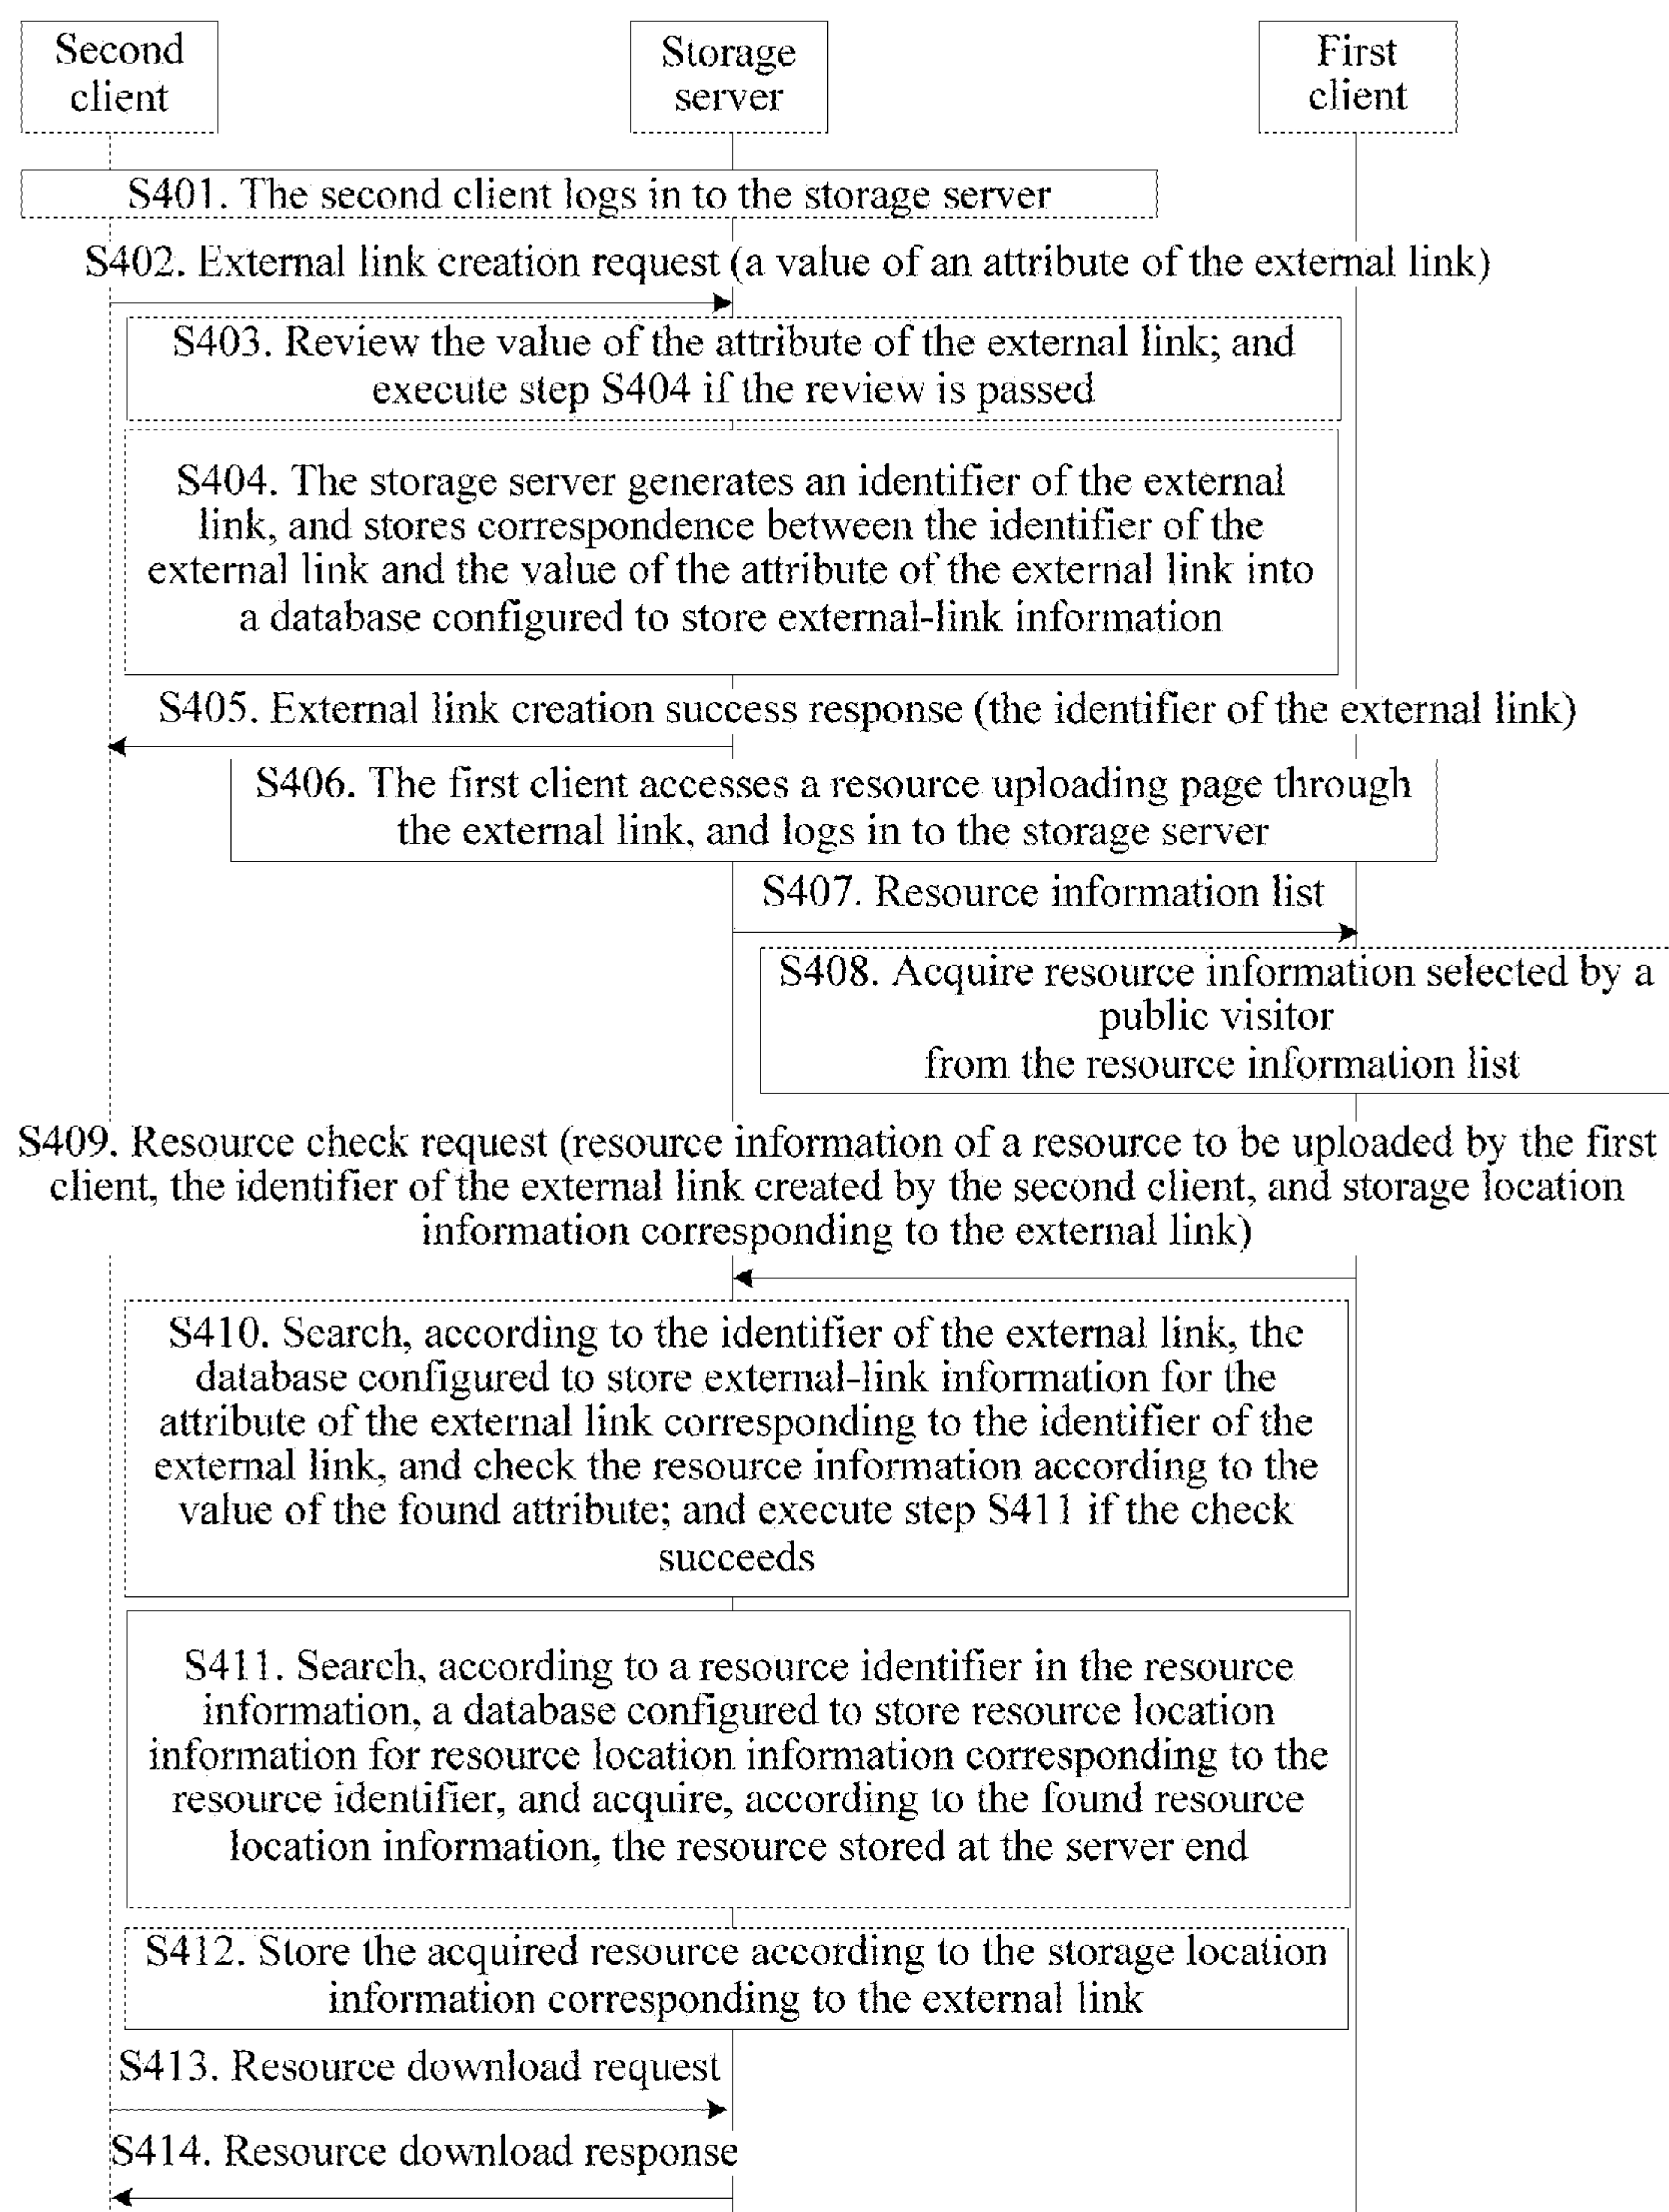 Second
client
Storage
server
First
client
S401. The second client logs in to the storage server
S402. External link creation request (a value of an attribute of the external link)
S403. Review the value of the attribute of the external link; and
execute step S404 if the review is passed
S404. The storage server generates an identifier of the external
link, and stores correspondence between the identifier of the
external link and the value of the attribute of the external link into
a database configured to store external-link information
S405. External link creation success response (the identifier of the external link)
S406. The first client accesses a resource uploading page through
the external link, and logs in to the storage server
S407. Resource information list
S408. Acquire resource information selected by a
public visitor
from the resource information list
S409. Resource check request (resource information of a resource to be uploaded by the first
client, the identifier of the external link created by the second client, and storage location
information corresponding to the external link)
S410. Search, according to the identifier of the external link, the
database configured to store external-link information for the
attribute of the external link corresponding to the identifier of the
external link, and check the resource information according to the
value of the found attribute; and execute step S411 if the check
succeeds
S411. Search, according to a resource identifier in the resource
information, a database configured to store resource location
information for resource location information corresponding to the
resource identifier, and acquire, according to the found resource
location information, the resource stored at the server end
S412. Store the acquired resource according to the storage location
information corresponding to the external link
S413. Resource download request
S414. Resource download response